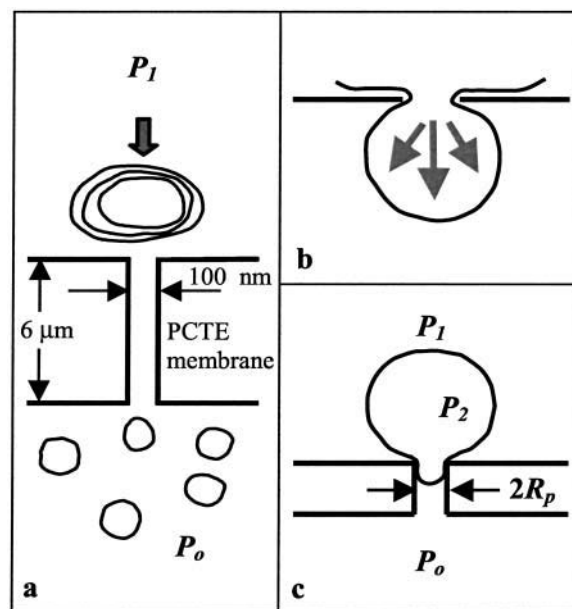 P₁
100 nm
6 μm
PCTE
membrane
Pₒ
a
b
P₁
P₂
2Rₚ
Pₒ
c